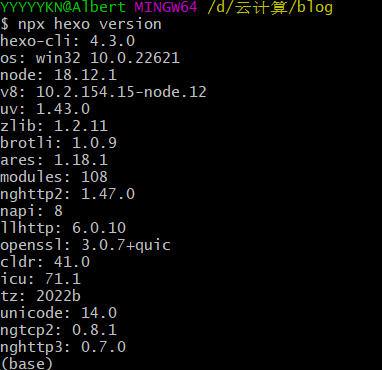 YYYYYKN@Albert MINGW64 /d/云计算/blog
$ npx hexo version
hexo-cli: 4.3.0
os: win32 10.0.22621
node: 18.12.1
v8: 10.2.154.15-node.12
uv: 1.43.0
zlib: 1.2.11
brotli: 1.0.9
ares: 1.18.1
modules: 108
nghttp2: 1.47.0
napi: 8
llhttp: 6.0.10
openssl: 3.0.7+quic
cldr: 41.0
icu: 71.1
tz: 2022b
unicode: 14.0
ngtcp2: 0.8.1
nghttp3: 0.7.0
(base)